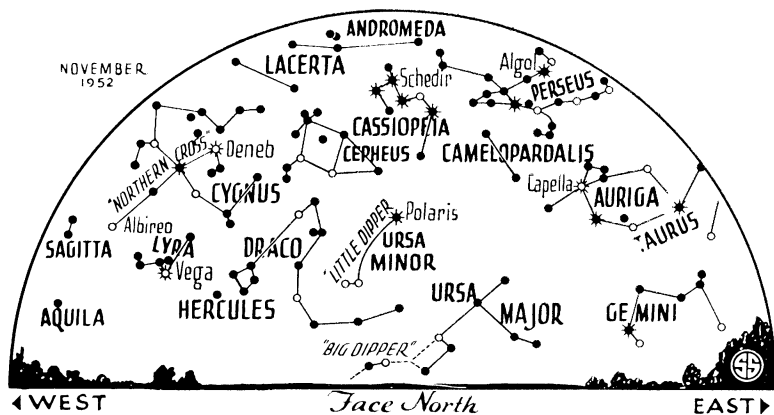 ANDROMEDA
LACERTA
NOVEMBER
1952
Schedir
Algol
PERSEUS
CASSIOPEIA
CEPHEUS
CAMELOPARDALIS
"NORTHERN CROSS"
Deneb
CYGNUS
Capella
AURIGA
Albireo
SAGITTA
LYRA
Vega
DRACO
"LITTLE DIPPER"
Polaris
URSA
MINOR
TAURUS
AQUILA
HERCULES
URSA
MAJOR
GEMINI
"BIG DIPPER"
SS
WEST
Face North
EAST